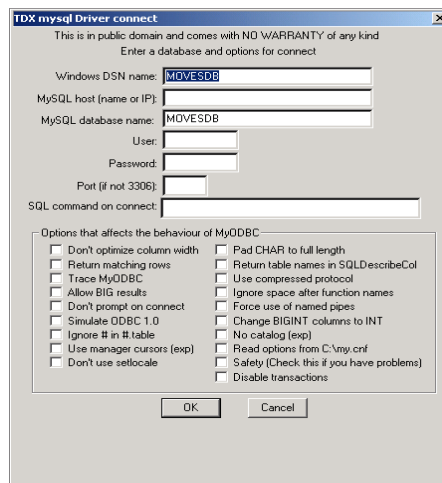 TDX mysql Driver connect
This is in public domain and comes with NO WARRANTY of any kind
Enter a database and options for connect
Windows DSN name: MOVESDB
MySQL host (name or IP):
MySQL database name: MOVESDB
User:
Password:
Port (if not 3306):
SQL command on connect:
Options that affects the behaviour of MyODBC
Don't optimize column width
Return matching rows
Trace MyODBC
Allow BIG results
Don't prompt on connect
Simulate ODBC 1.0
Ignore # in #.table
Use manager cursors (exp)
Don't use setlocale
Pad CHAR to full length
Return table names in SQLDescribeCol
Use compressed protocol
Ignore space after function names
Force use of named pipes
Change BIGINT columns to INT
No catalog (exp)
Read options from C:\my.cnf
Safety (Check this if you have problems)
Disable transactions
OK
Cancel